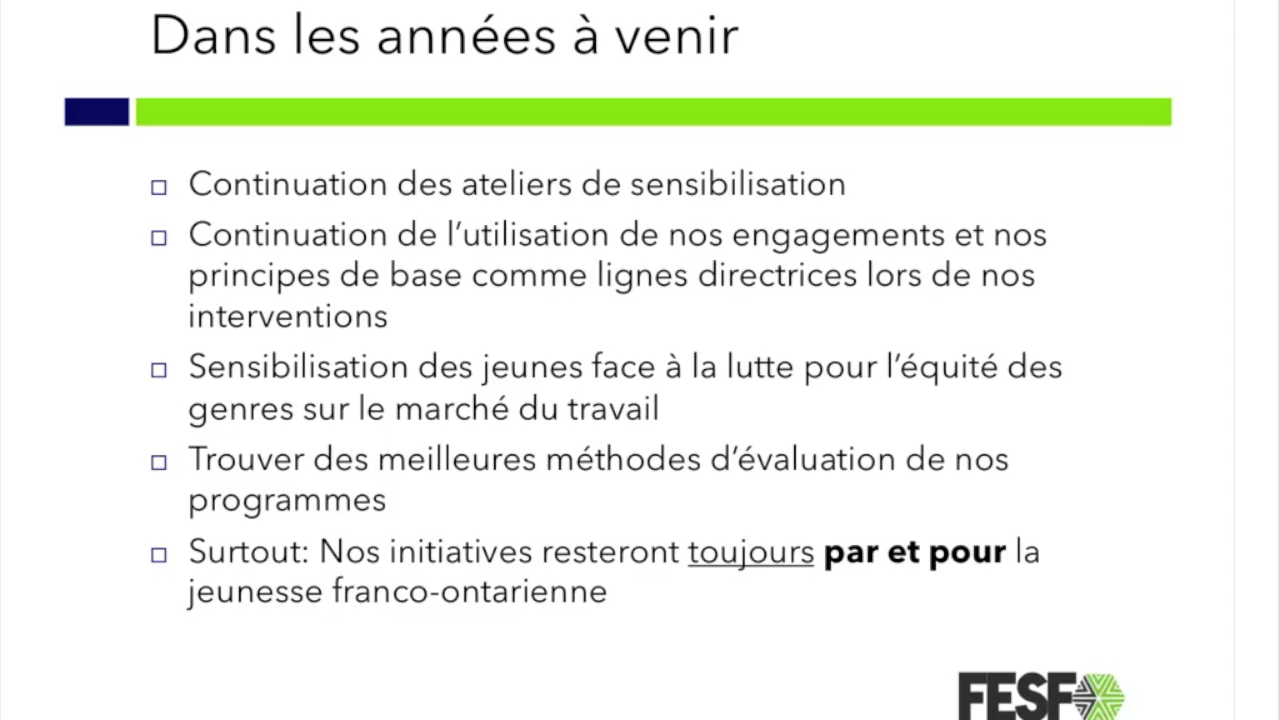 Dans les années à venir
Continuation des ateliers de sensibilisation
Continuation de l’utilisation de nos engagements et nos
principes de base comme lignes directrices lors de nos
interventions
Sensibilisation des jeunes face à la lutte pour l’équité des
genres sur le marché du travail
Trouver des meilleures méthodes d’évaluation de nos
programmes
Surtout: Nos initiatives resteront toujours par et pour la
jeunesse franco-ontarienne
FESFO